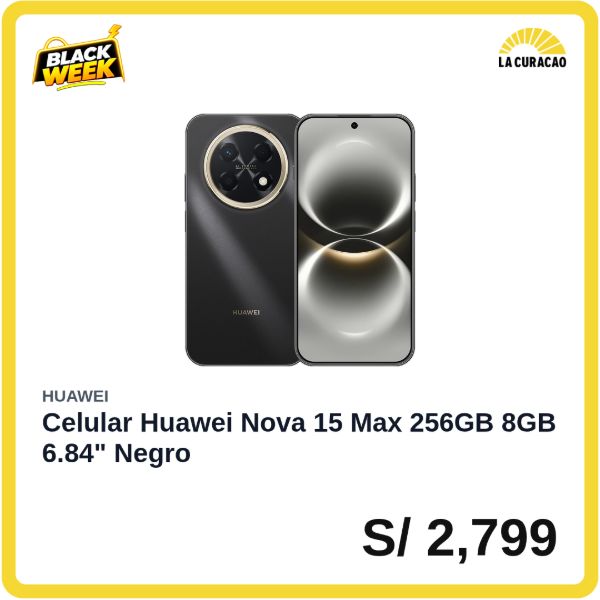 BLACK
WEEK
LA CURACAO
HUAWEI
HUAWEI
Celular Huawei Nova 15 Max 256GB 8GB
6.84" Negro
S/ 2,799